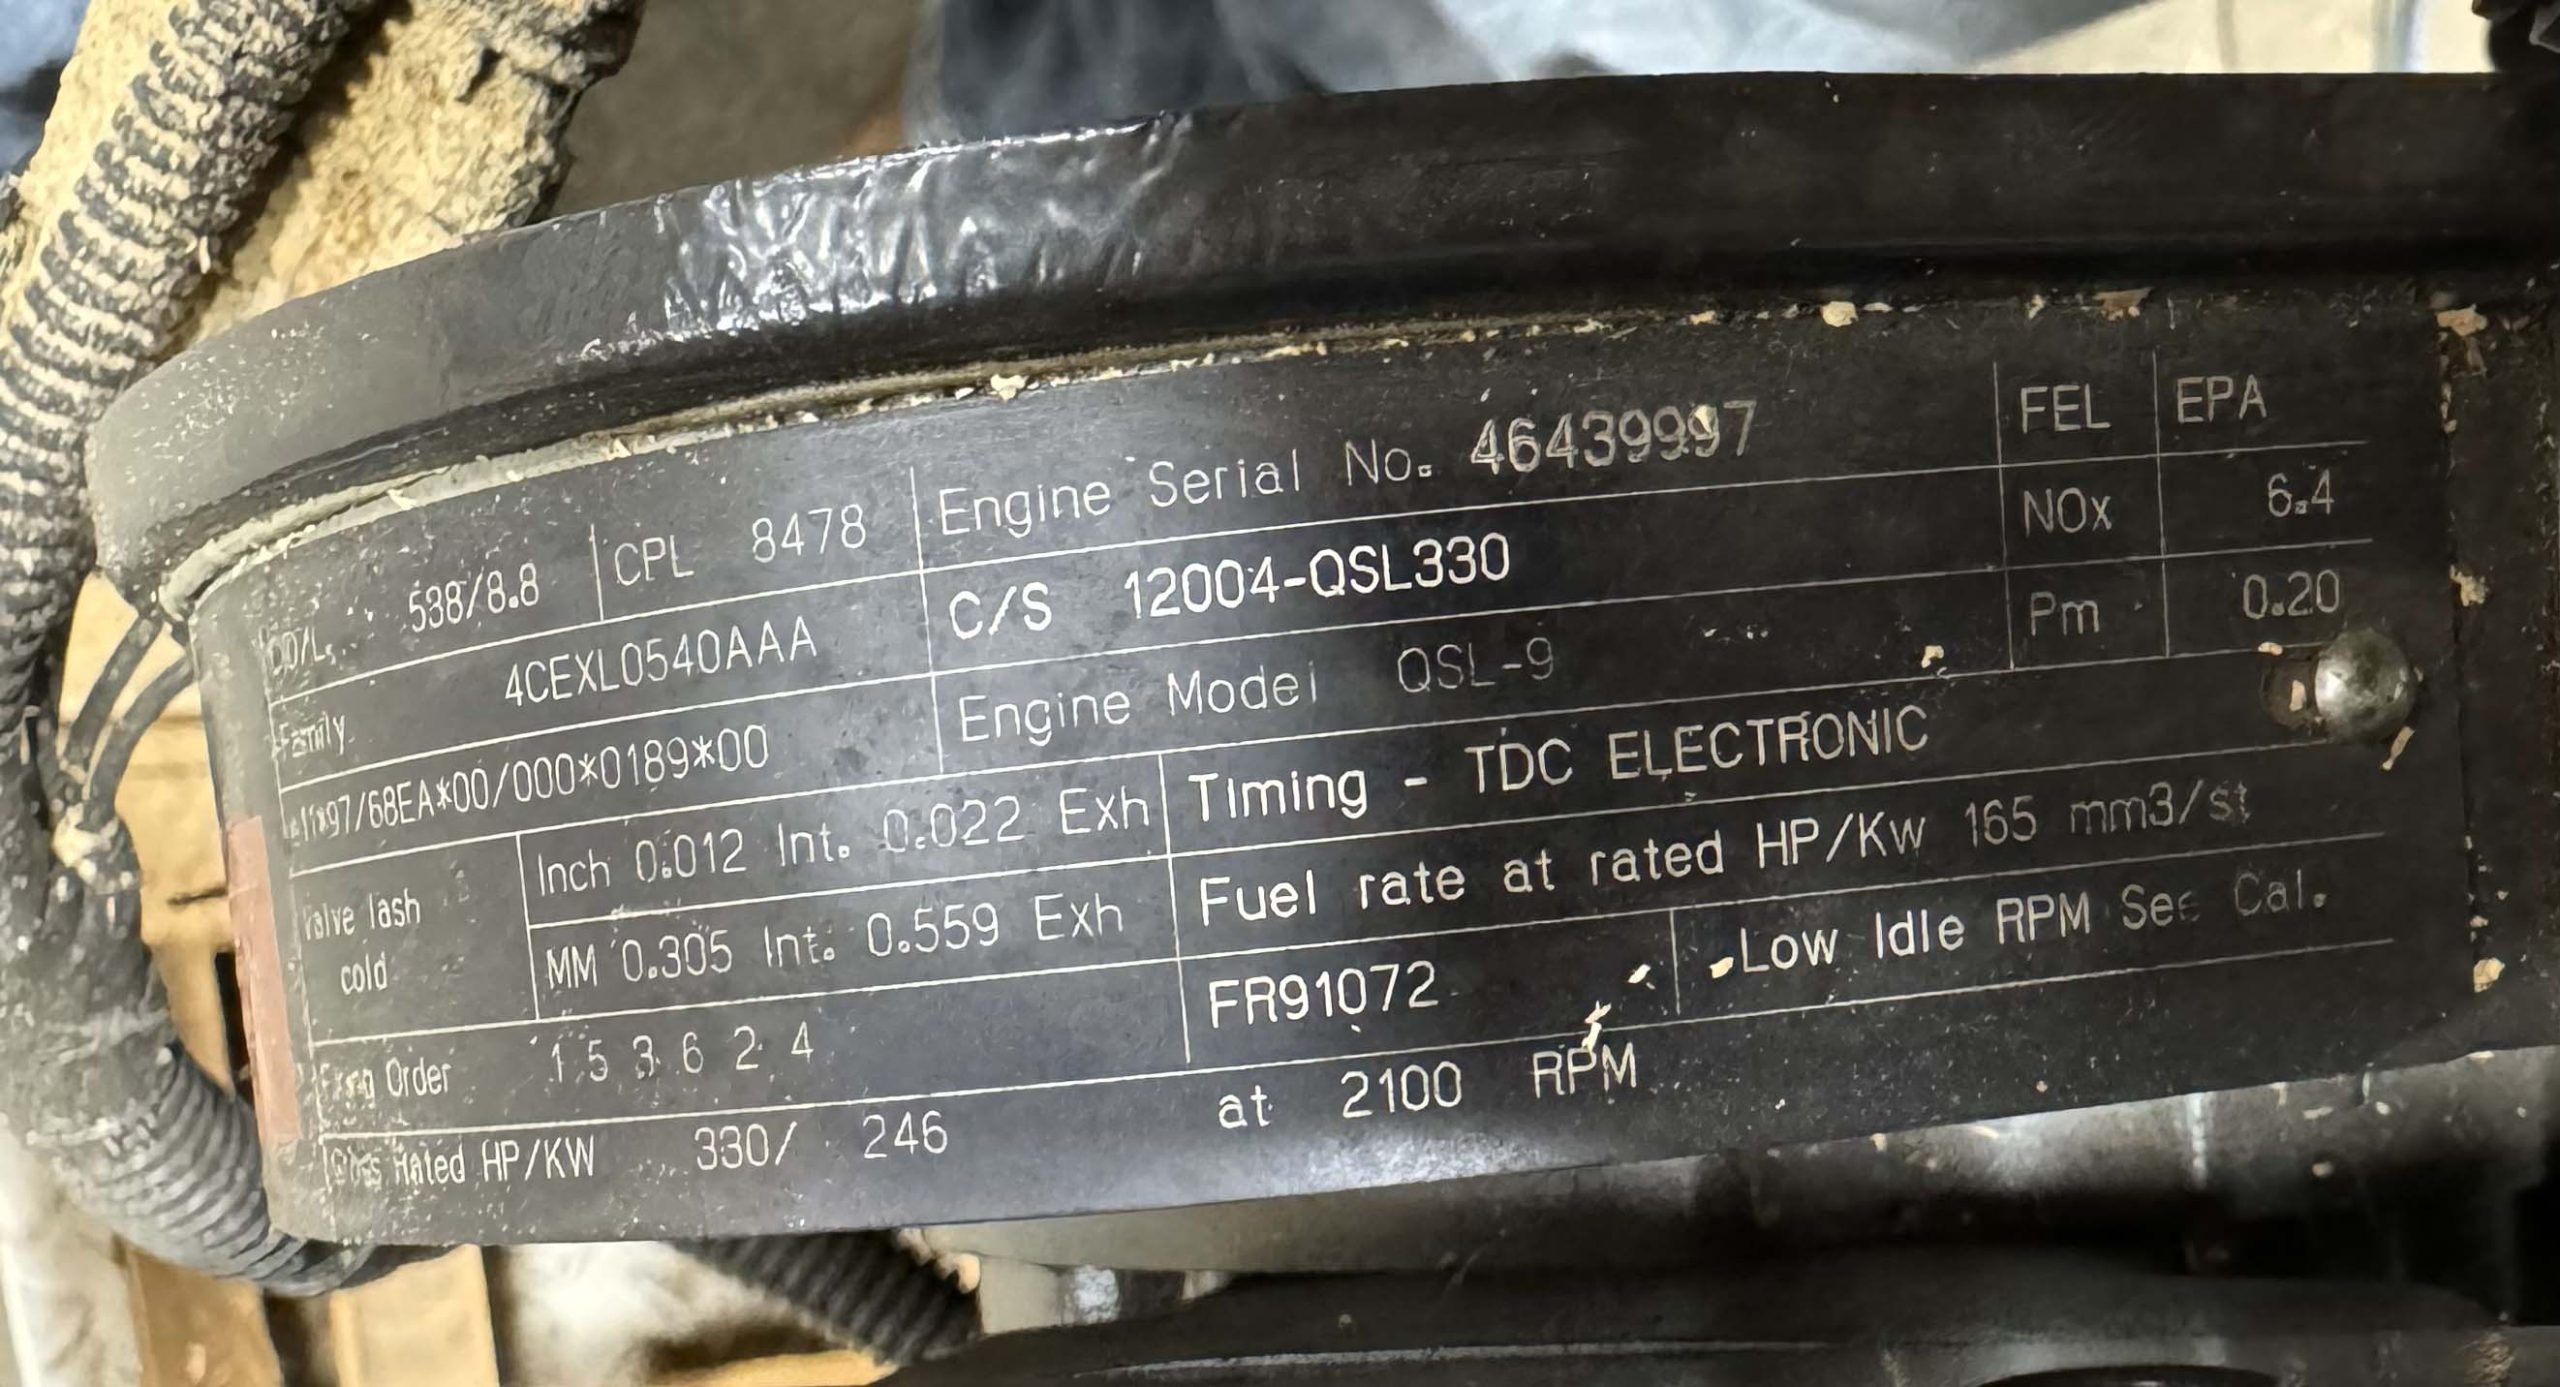 538/8.8 CPL 8478 Engine Serial No. 46439997 FEL EPA
Family 4CEXL0540AAA C/S 12004-QSL330 NOx 6.4
97/68EA*00/000*0189*00 Engine Model QSL-9 Pm 0.20
Valve lash cold Inch 0.012 Int. 0.022 Exh Timing - TDC ELECTRONIC
MM 0.305 Int. 0.559 Exh Fuel rate at rated HP/Kw 165 mm3/st
Firing Order 1 5 3 6 2 4 FR91072 Low Idle RPM See Cal.
Rated HP/KW 330/ 246 at 2100 RPM